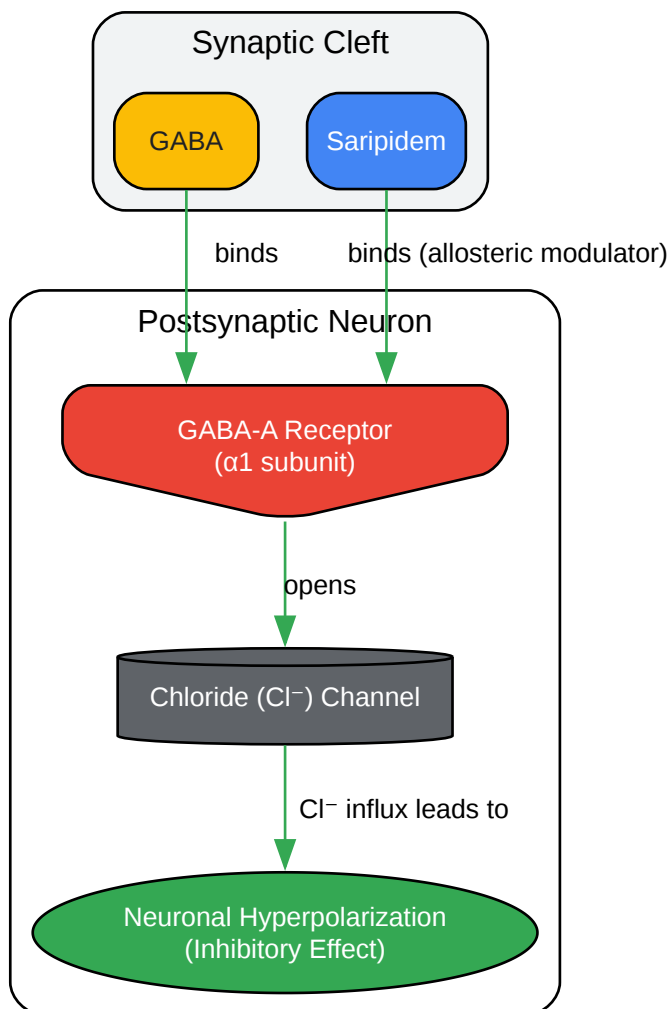 Synaptic Cleft
GABA
Saripidem
binds
binds (allosteric modulator)
Postsynaptic Neuron
GABA-A Receptor
(α1 subunit)
opens
Chloride (Cl⁻) Channel
Cl⁻ influx leads to
Neuronal Hyperpolarization
(Inhibitory Effect)